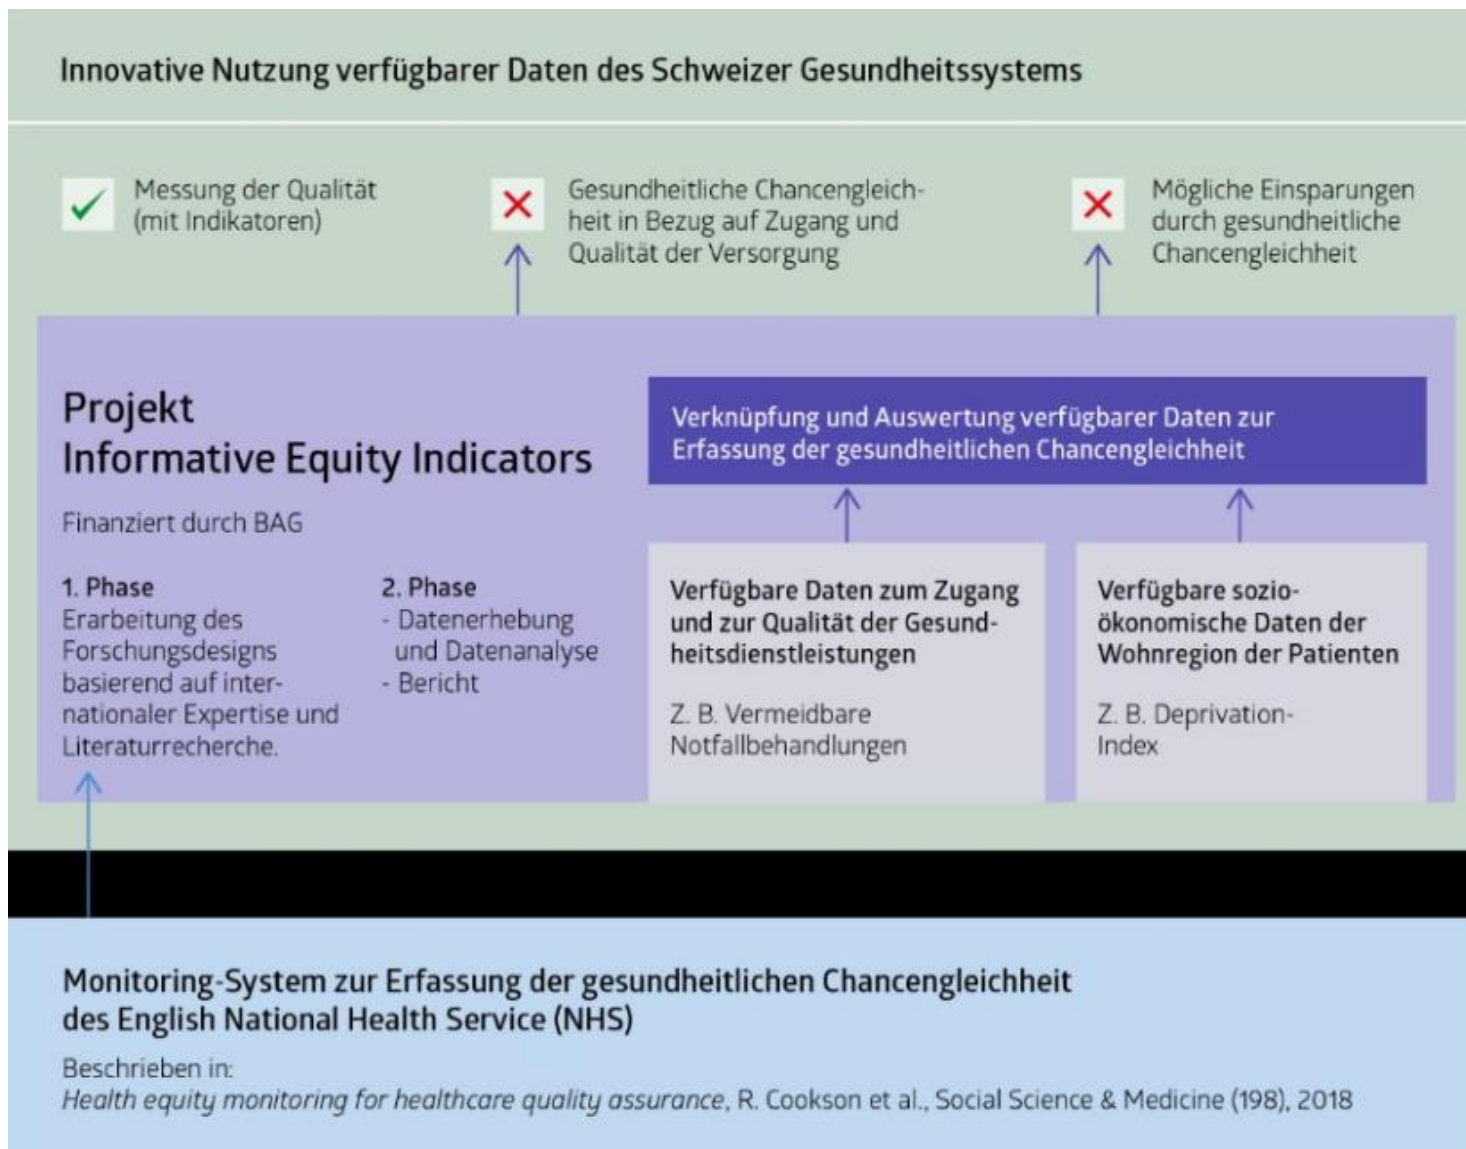 Innovative Nutzung verfügbarer Daten des Schweizer Gesundheitssystems
Messung der Qualität
(mit Indikatoren)
Gesundheitliche Chancengleich-
heit in Bezug auf Zugang und
Qualität der Versorgung
Mögliche Einsparungen
durch gesundheitliche
Chancengleichheit
Projekt
Informative Equity Indicators
Finanziert durch BAG
1. Phase
Erarbeitung des
Forschungsdesigns
basierend auf inter-
nationaler Expertise und
Literaturrecherche.
2. Phase
- Datenerhebung
und Datenanalyse
- Bericht
Verknüpfung und Auswertung verfügbarer Daten zur
Erfassung der gesundheitlichen Chancengleichheit
Verfügbare Daten zum Zugang
und zur Qualität der Gesund-
heitsdienstleistungen
Z. B. Vermeidbare
Notfallbehandlungen
Verfügbare sozio-
ökonomische Daten der
Wohnregion der Patienten
Z. B. Deprivation-
Index
Monitoring-System zur Erfassung der gesundheitlichen Chancengleichheit
des English National Health Service (NHS)
Beschrieben in:
Health equity monitoring for healthcare quality assurance, R. Cookson et al., Social Science & Medicine (198), 2018